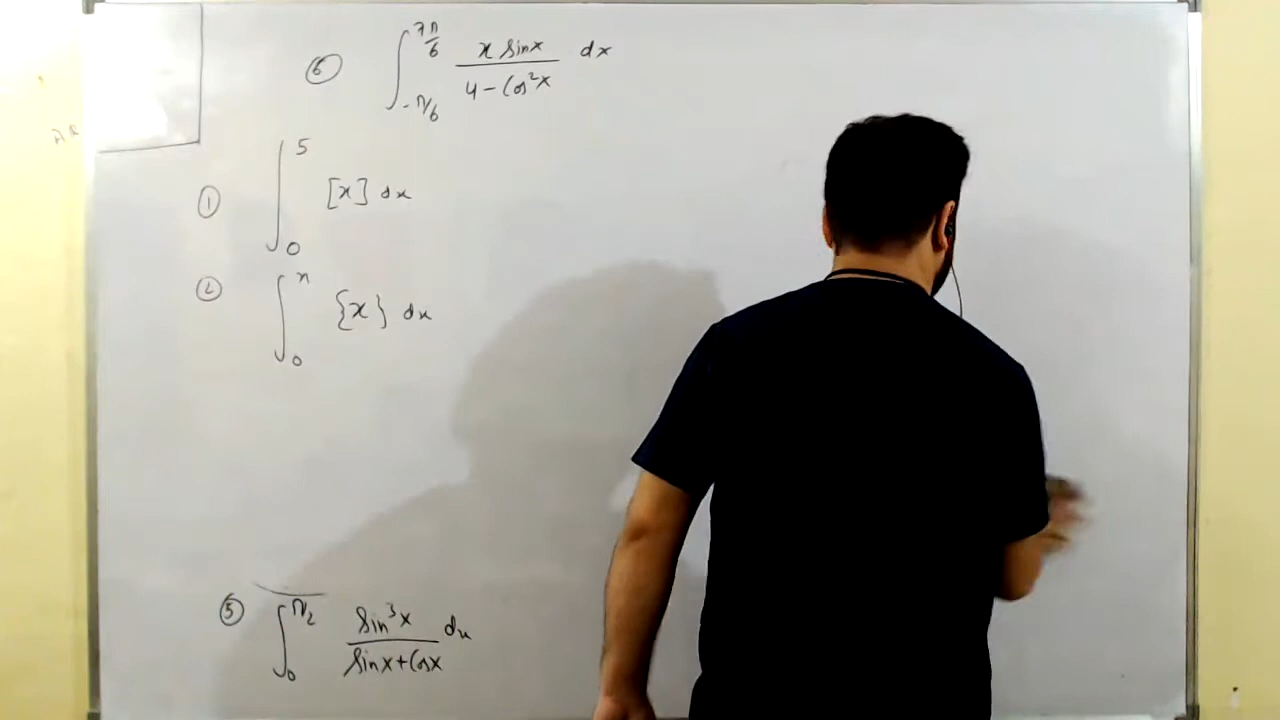 ⑥ ∫_{-π/6}^{7π/6} x sinx / (4 - Cos²x) dx
① ∫_0^5 [x] dx
② ∫_0^n {x} dx
⑤ ∫_0^{π/2} sin³x / (sinx + Cosx) dx